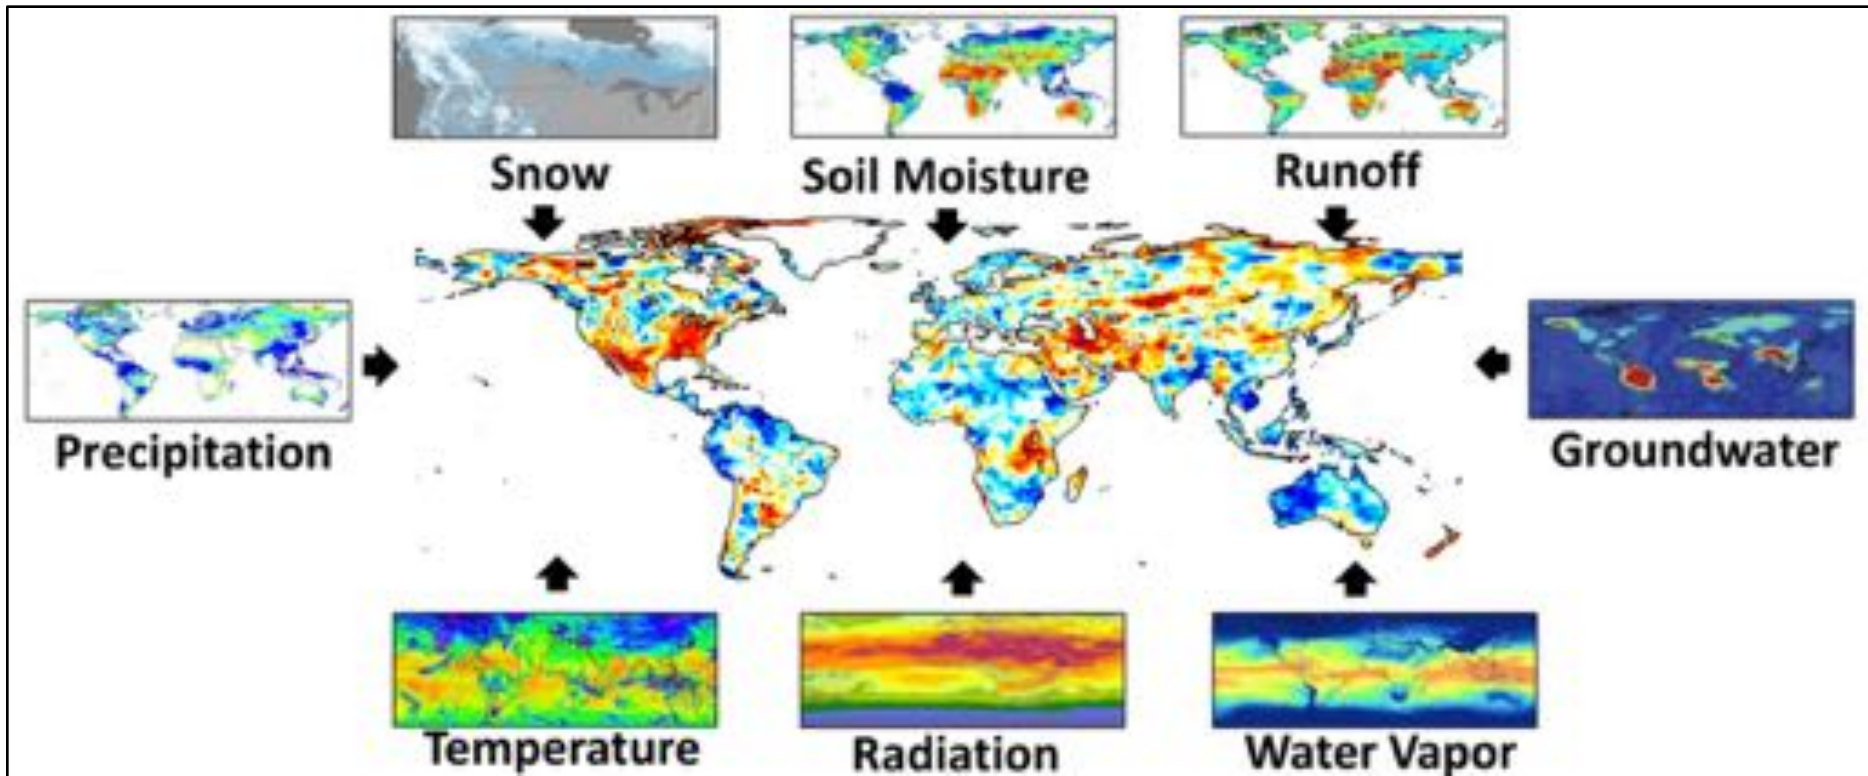 Snow
Soil Moisture
Runoff
Precipitation
Groundwater
Temperature
Radiation
Water Vapor